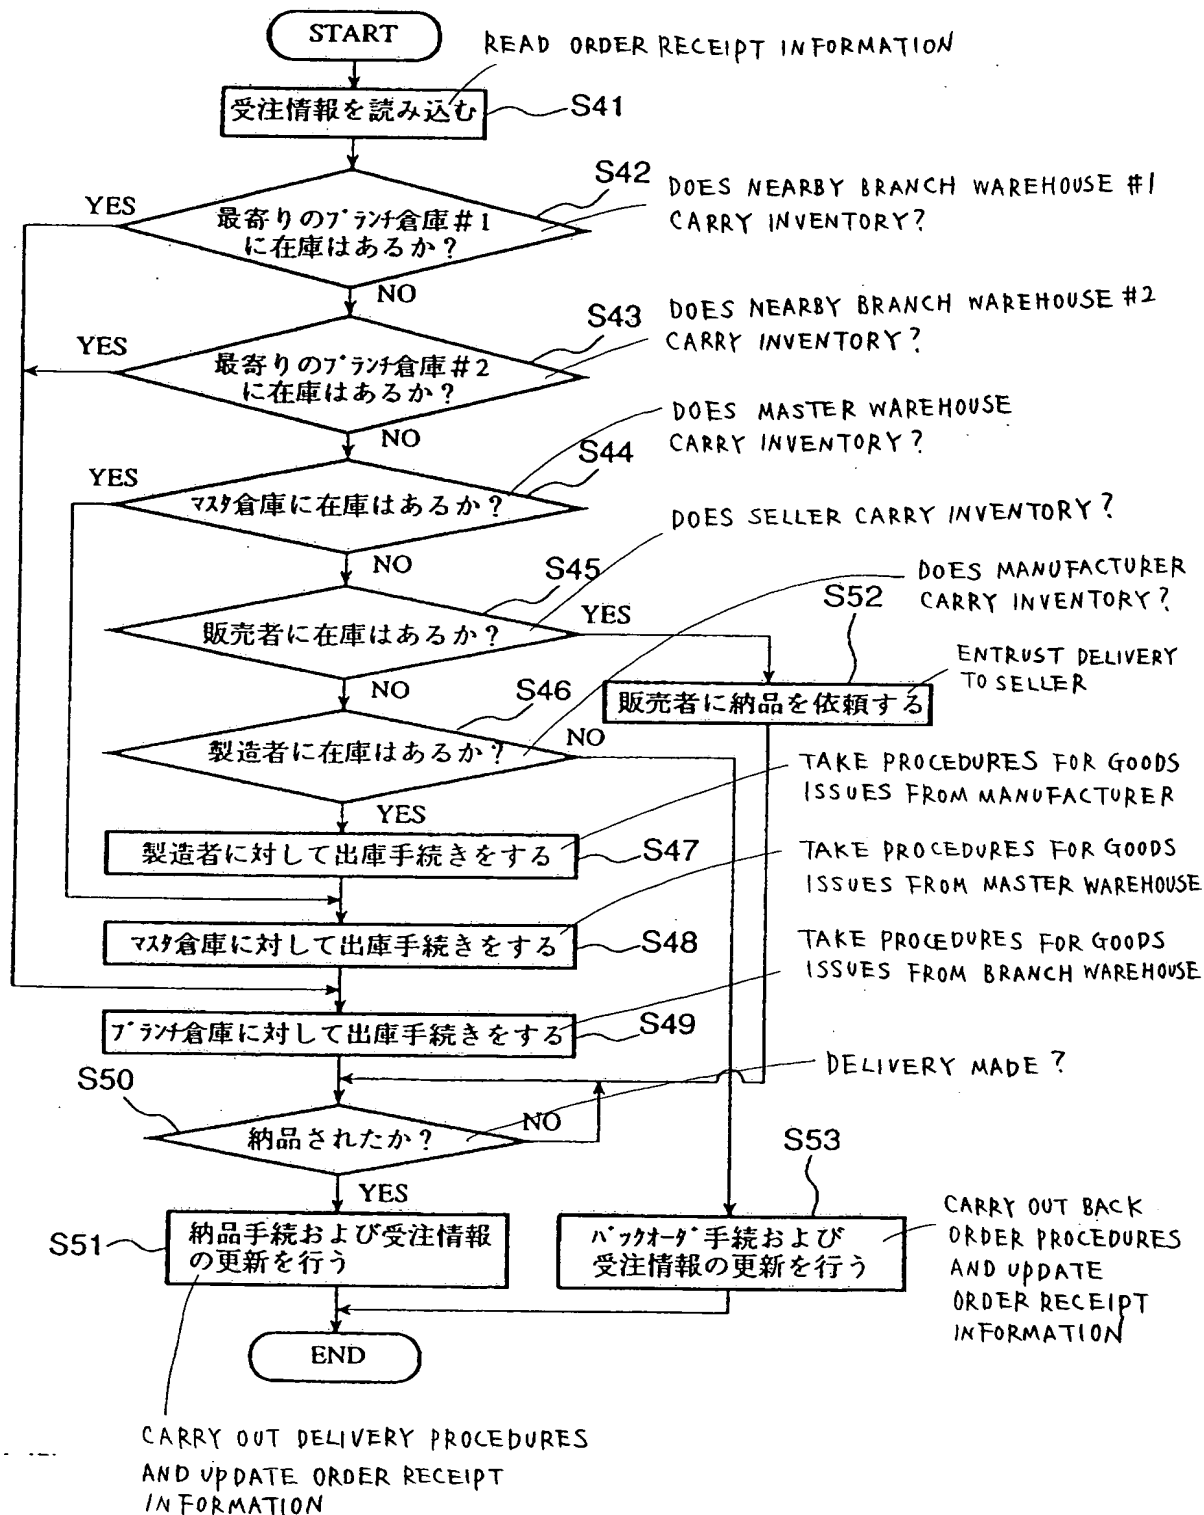 START
READ ORDER RECEIPT INFORMATION
受注情報を読み込む
S41
S42
DOES NEARBY BRANCH WAREHOUSE #1
CARRY INVENTORY?
YES
最寄りのブランチ倉庫#1
に在庫はあるか?
NO
S43
DOES NEARBY BRANCH WAREHOUSE #2
CARRY INVENTORY?
YES
最寄りのブランチ倉庫#2
に在庫はあるか?
NO
DOES MASTER WAREHOUSE
CARRY INVENTORY?
S44
YES
マスタ倉庫に在庫はあるか?
NO
DOES SELLER CARRY INVENTORY?
S45
DOES MANUFACTURER
CARRY INVENTORY?
販売者に在庫はあるか?
YES
S52
ENTRUST DELIVERY
TO SELLER
NO
S46
販売者に納品を依頼する
製造者に在庫はあるか?
NO
YES
TAKE PROCEDURES FOR GOODS
ISSUES FROM MANUFACTURER
製造者に対して出庫手続きをする
S47
TAKE PROCEDURES FOR GOODS
ISSUES FROM MASTER WAREHOUSE
マスタ倉庫に対して出庫手続きをする
S48
TAKE PROCEDURES FOR GOODS
ISSUES FROM BRANCH WAREHOUSE
ブランチ倉庫に対して出庫手続きをする
S49
DELIVERY MADE?
S50
納品されたか?
NO
YES
S53
S51
納品手続および受注情報
の更新を行う
バックオーダ手続および
受注情報の更新を行う
CARRY OUT BACK
ORDER PROCEDURES
AND UPDATE
ORDER RECEIPT
INFORMATION
END
CARRY OUT DELIVERY PROCEDURES
AND UPDATE ORDER RECEIPT
INFORMATION